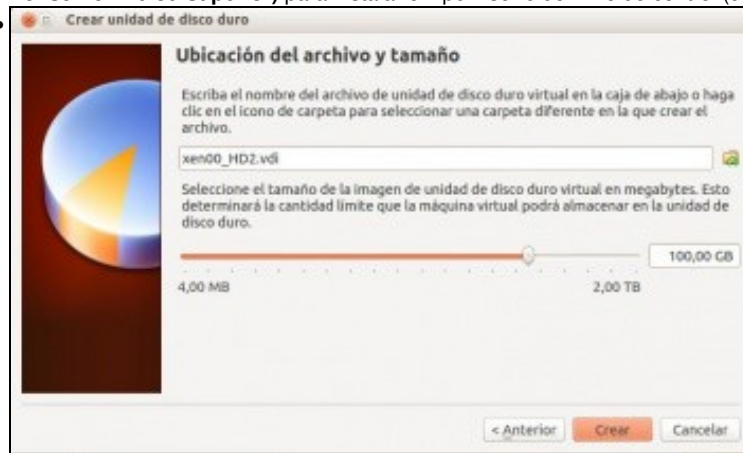 Crear unidad de disco duro
Ubicación del archivo y tamaño
Escriba el nombre del archivo de unidad de disco duro virtual en la caja de abajo o haga
clic en el icono de carpeta para seleccionar una carpeta diferente en la que crear el
archivo.
xen00_HD2.vdi
Seleccione el tamaño de la imagen de unidad de disco duro virtual en megabytes. Esto
determinará la cantidad límite que la máquina virtual podrá almacenar en la unidad de
disco duro.
100,00 GB
4,00 MB 2,00 TB
< Anterior Crear Cancelar